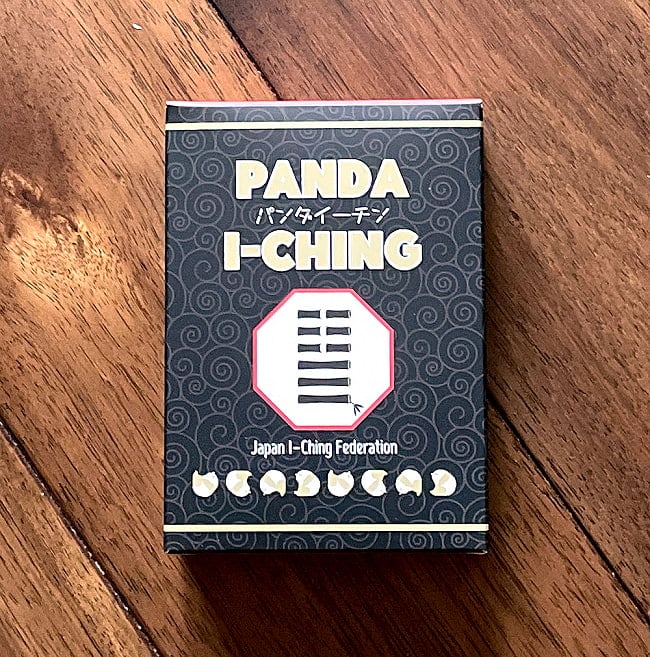 PANDA
パンダイーチン
I-CHING
Japan I-Ching Federation